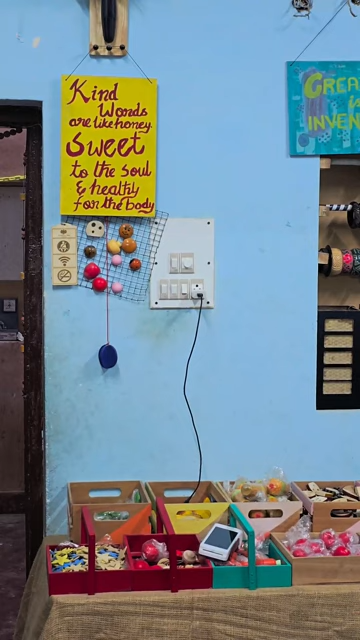 Kind
Words
are like honey.
Sweet
to the soul
& healthy
for the body
CREA
INVEN